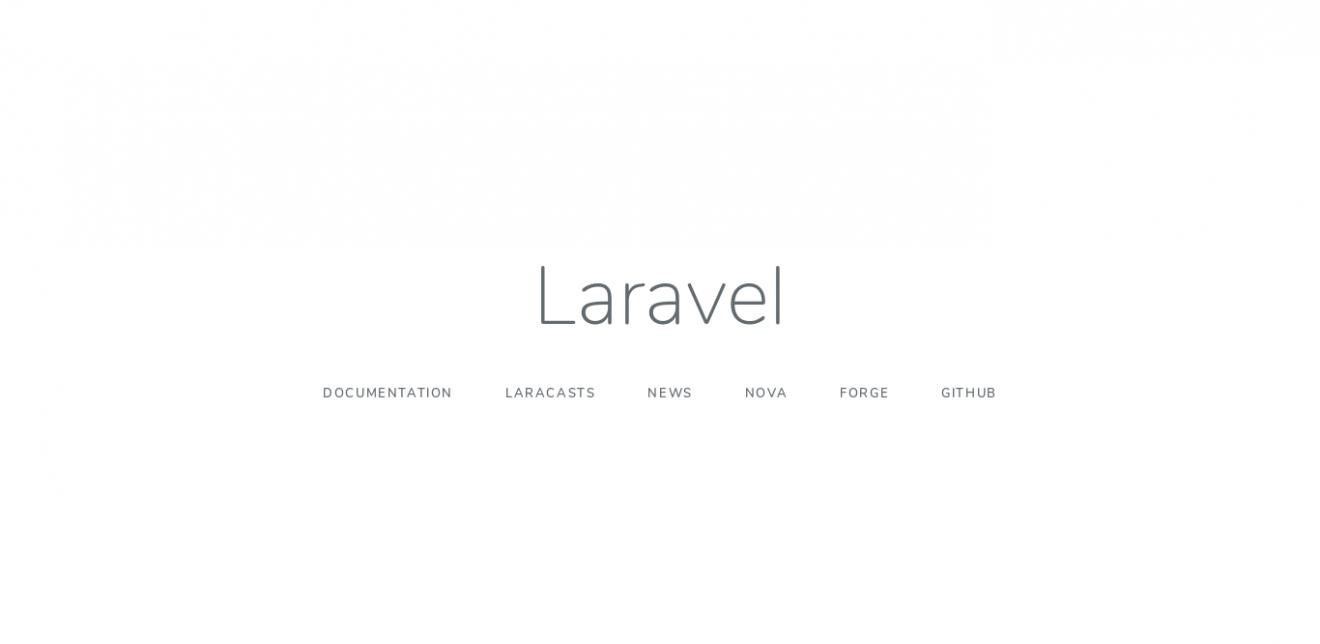 Laravel
DOCUMENTATION LARACASTS NEWS NOVA FORGE GITHUB